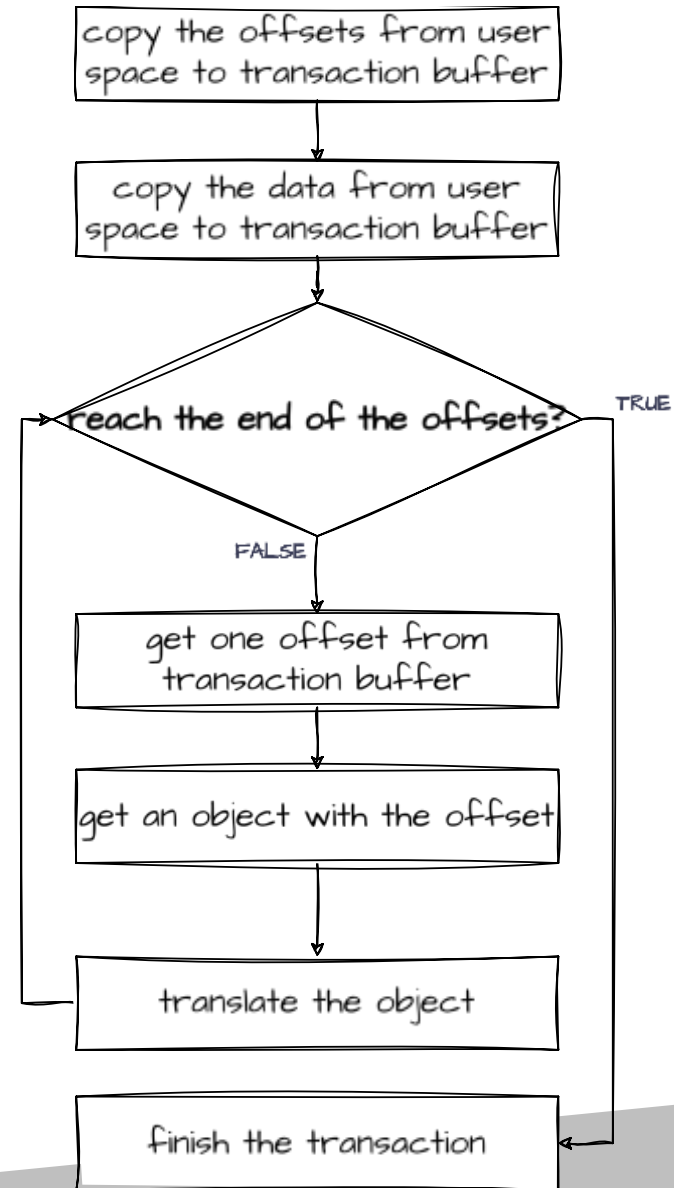 copy the offsets from user
space to transaction buffer
copy the data from user
space to transaction buffer
reach the end of the offsets?
TRUE
FALSE
get one offset from
transaction buffer
get an object with the offset
translate the object
finish the transaction